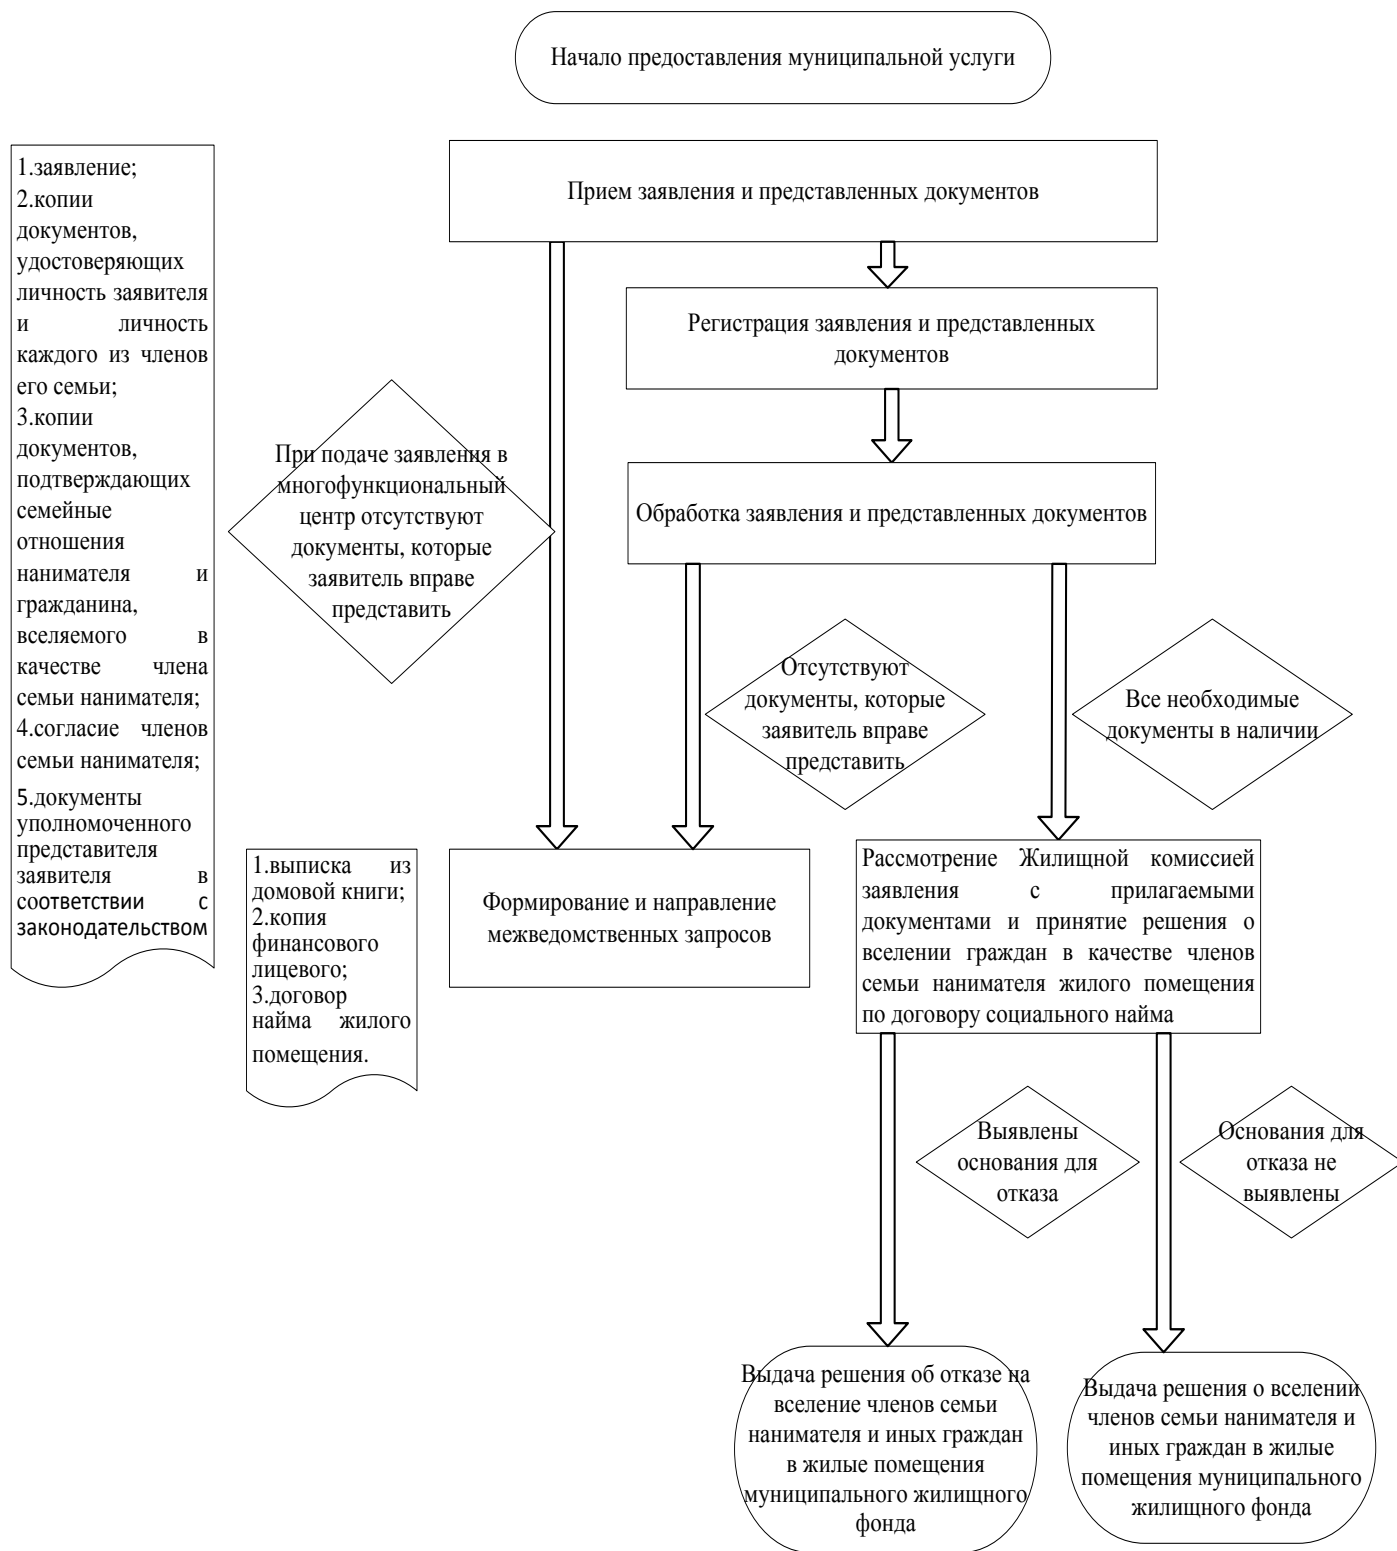 Начало предоставления муниципальной услуги
Прием заявления и представленных документов
1.заявление;
2.копии
документов,
удостоверяющих
личность заявителя
и личность
каждого из членов
его семьи;
3.копии
документов,
подтверждающих
семейные
отношения
нанимателя и
гражданина,
вселяемого в
качестве члена
семьи нанимателя;
4.согласие членов
семьи нанимателя;
5.документы
уполномоченного
представителя
заявителя в
соответствии с
законодательством
Регистрация заявления и представленных
документов
При подаче заявления в
многофункциональный
центр отсутствуют
документы, которые
заявитель вправе
представить
Обработка заявления и представленных документов
Отсутствуют
документы, которые
заявитель вправе
представить
Все необходимые
документы в наличии
1.выписка из
домовой книги;
2.копия
финансового
лицевого;
3.договор
найма жилого
помещения.
Формирование и направление
межведомственных запросов
Рассмотрение Жилищной комиссией
заявления с прилагаемыми
документами и принятие решения о
вселении граждан в качестве членов
семьи нанимателя жилого помещения
по договору социального найма
Выявлены
основания для
отказа
Основания для
отказа не
выявлены
Выдача решения об отказе на
вселение членов семьи
нанимателя и иных граждан
в жилые помещения
муниципального жилищного
фонда
Выдача решения о вселении
членов семьи нанимателя и
иных граждан в жилые
помещения муниципального
жилищного фонда